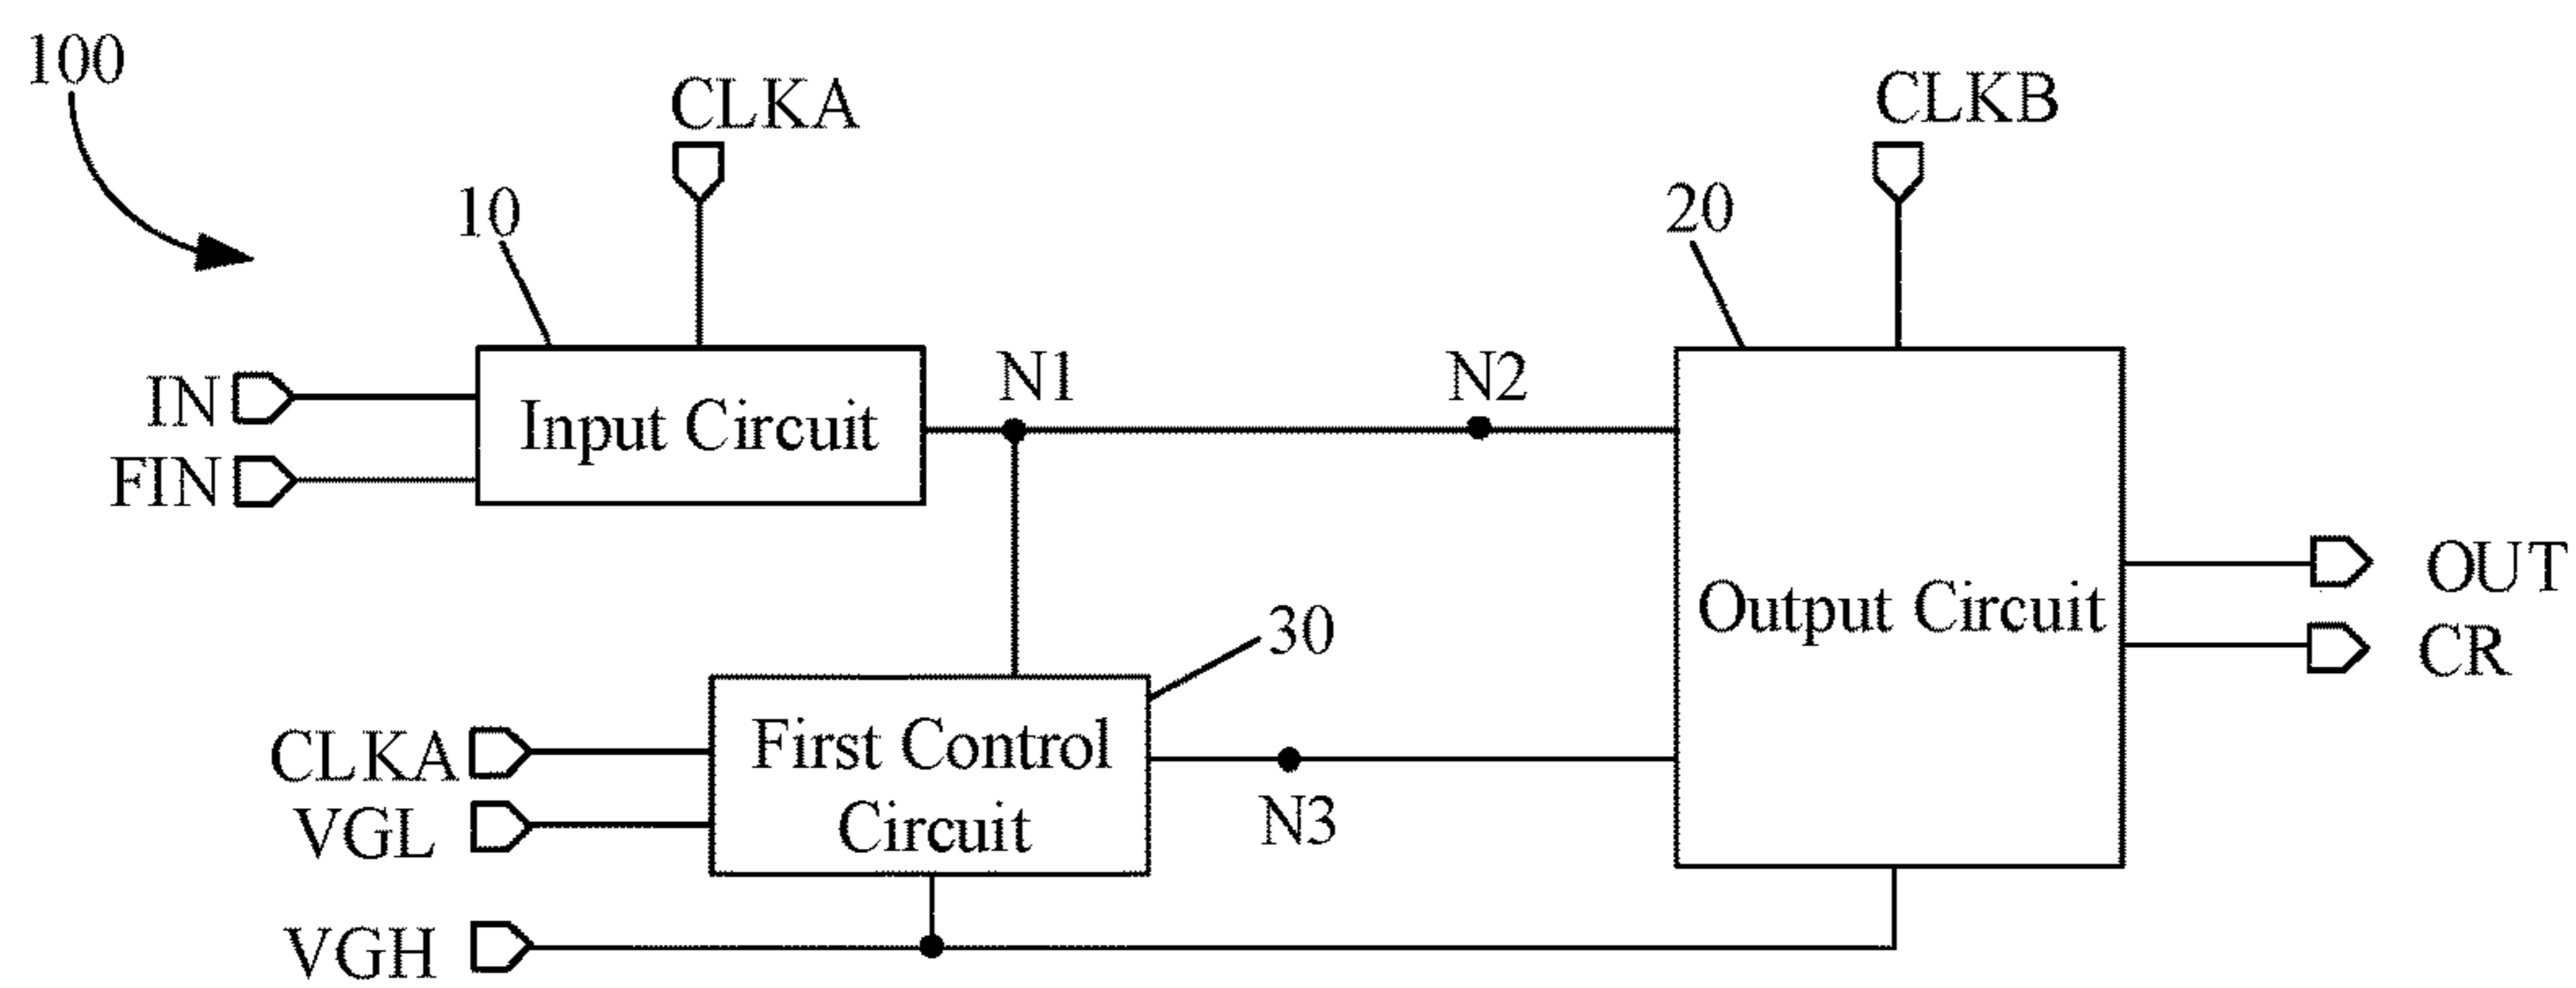 100
CLKA
CLKB
10
20
IN
Input Circuit
N1
N2
FIN
OUT
Output Circuit
CR
30
CLKA
First Control
Circuit
VGL
N3
VGH